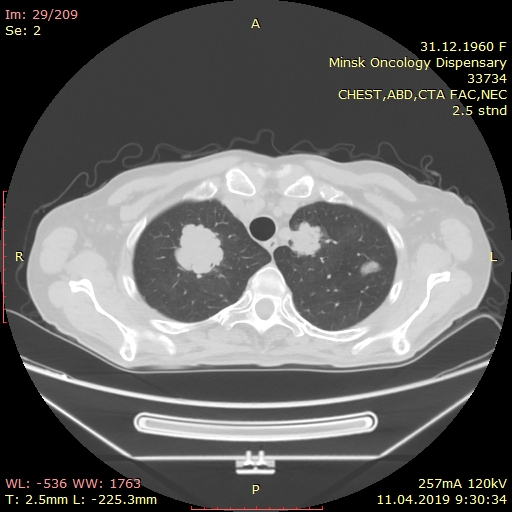 Im: 29/209
Se: 2
A
31.12.1960 F
Minsk Oncology Dispensary
33734
CHEST,ABD,CTA FAC,NEC
2.5 stnd
R
L
WL: -536 WW: 1763
T: 2.5mm L: -225.3mm
P
257mA 120kV
11.04.2019 9:30:34